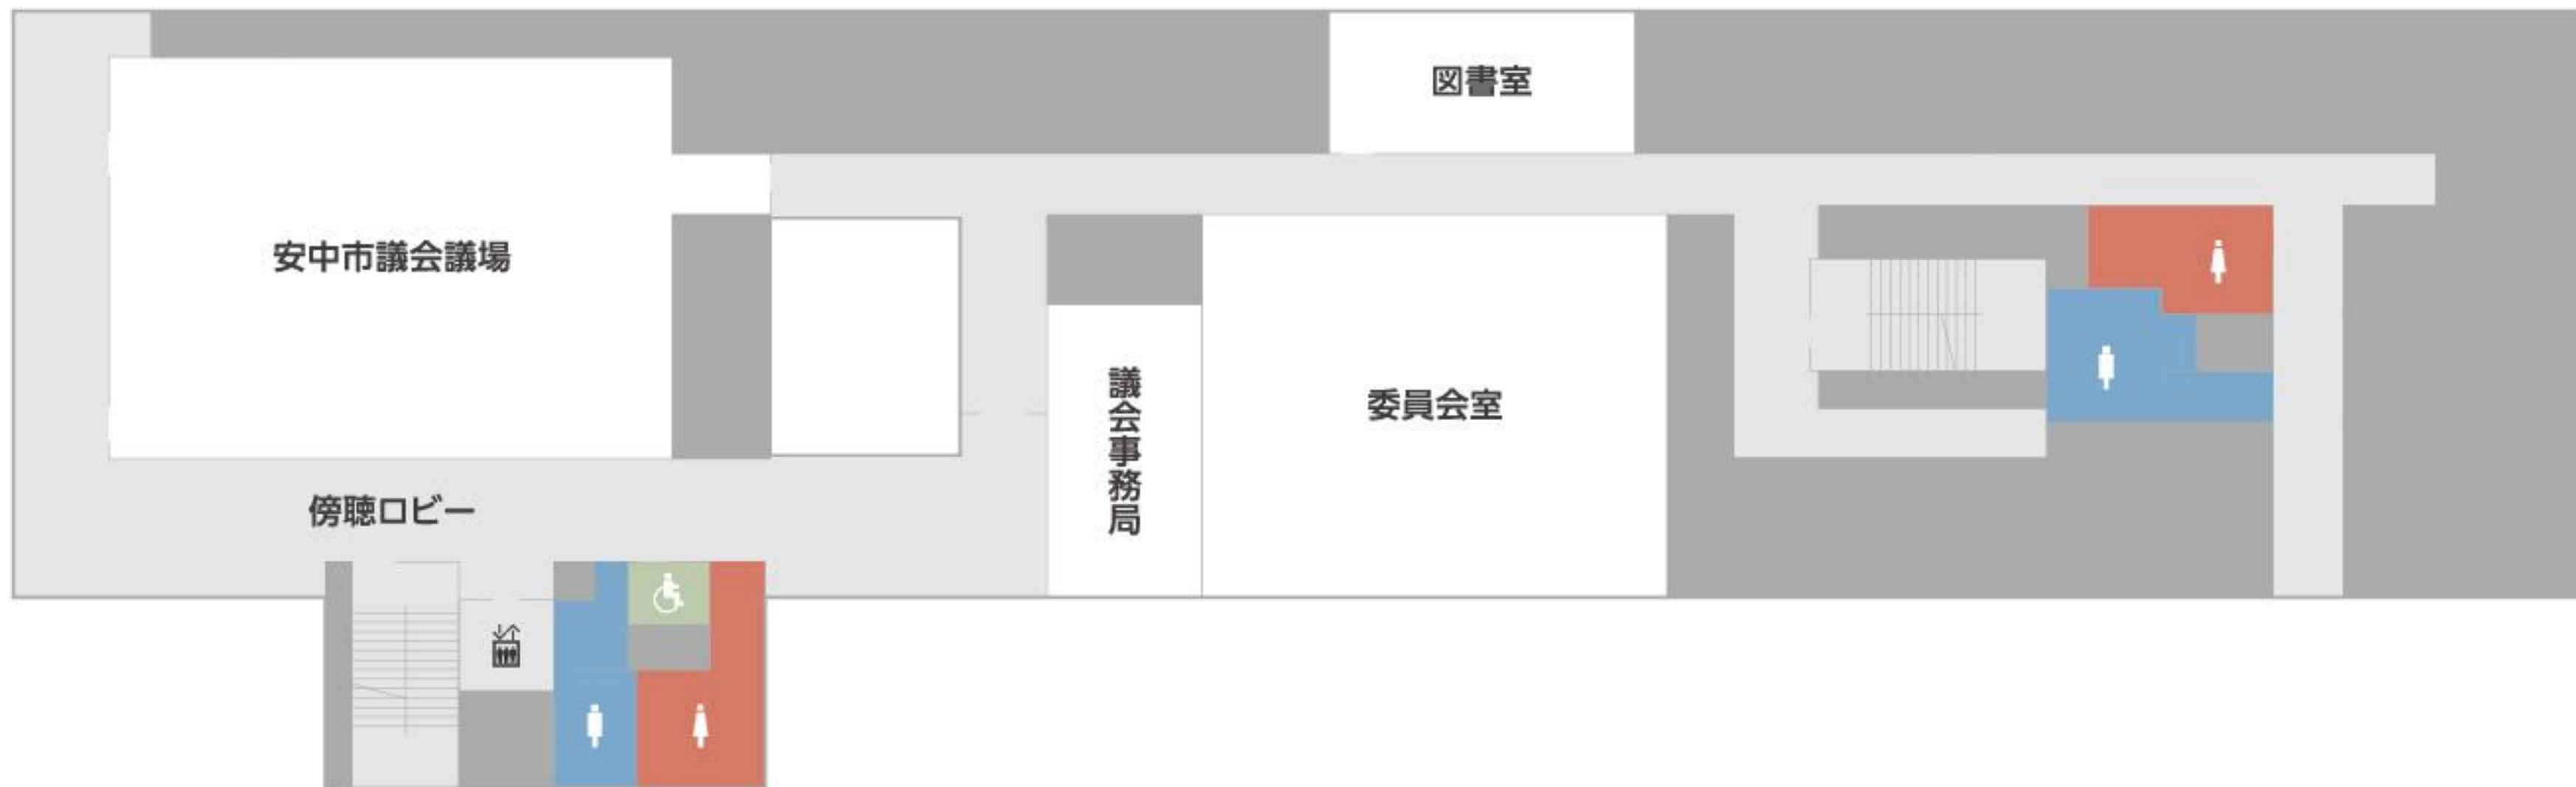 図書室
安中市議会議場
議会事務局
委員会室
傍聴ロビー